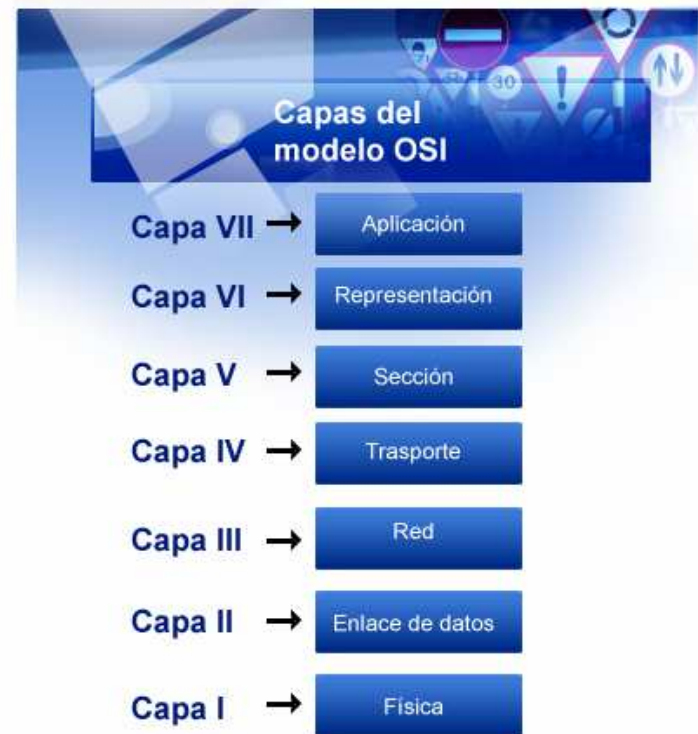 30
Capas del
modelo OSI
Capa VII → Aplicación
Capa VI → Representación
Capa V → Sección
Capa IV → Trasporte
Capa III → Red
Capa II → Enlace de datos
Capa I → Física